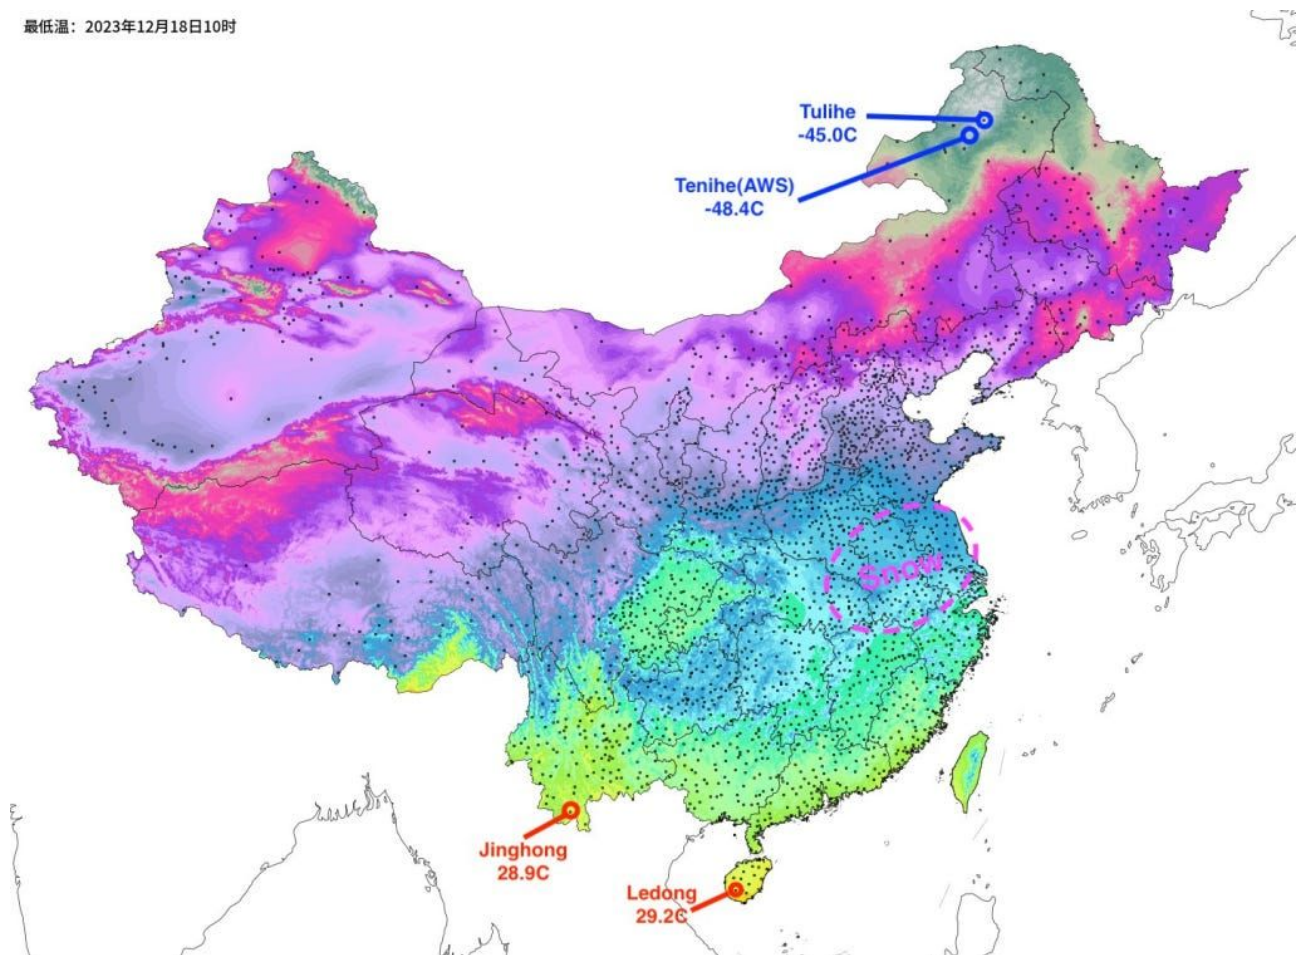 最低温：2023年12月18日10时
Tulihe
-45.0C
Tenihe(AWS)
-48.4C
Snow
Jinghong
28.9C
Ledong
29.2C